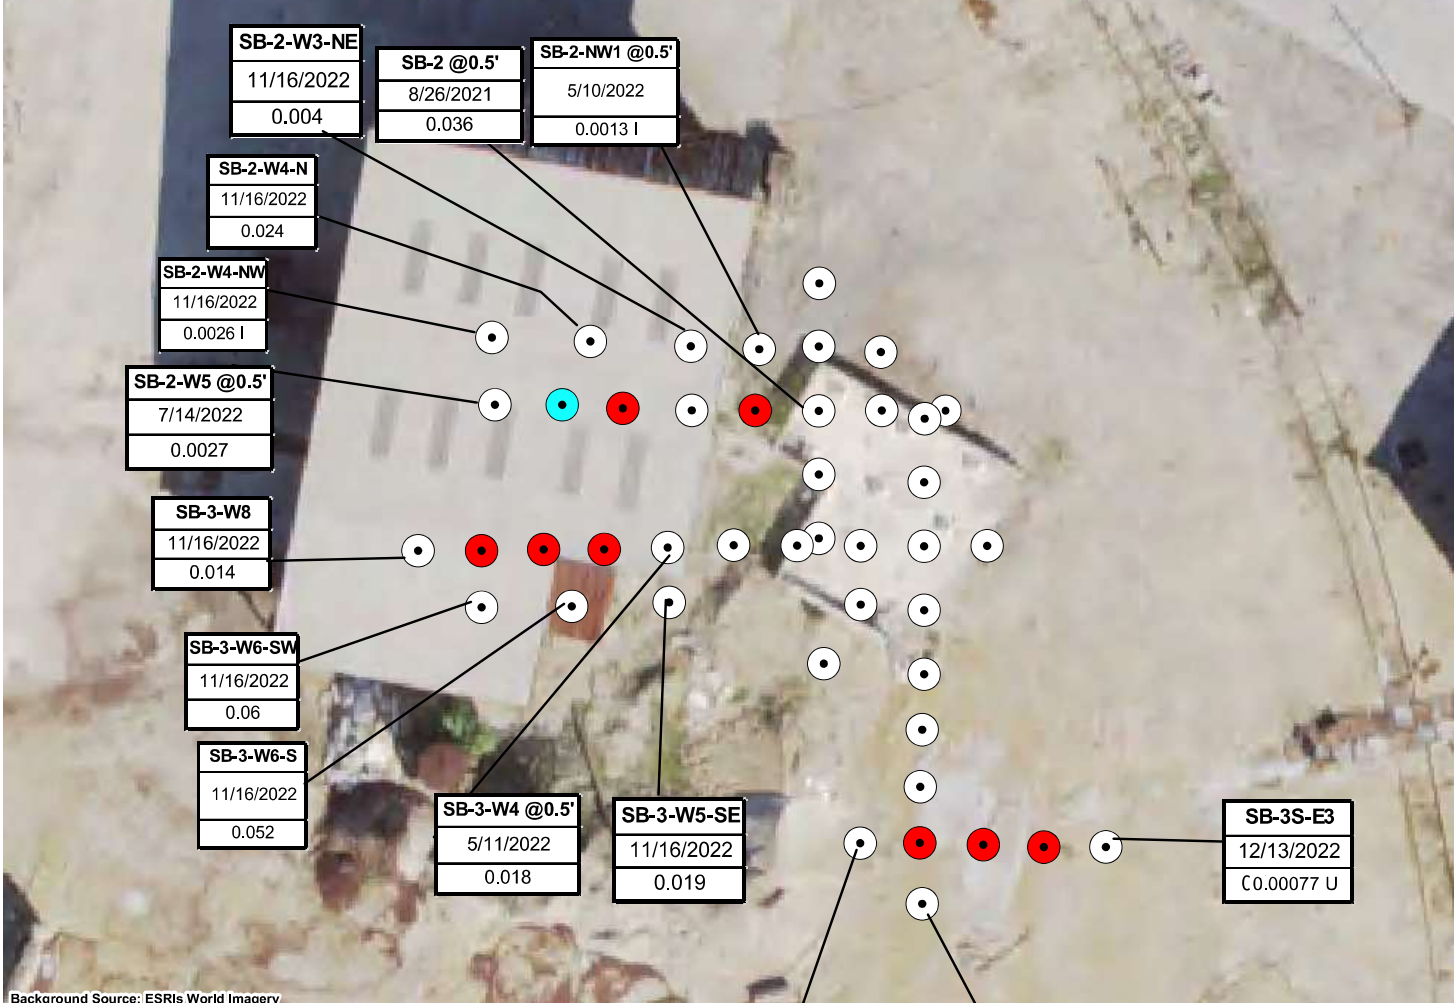 SB-2-W3-NE
11/16/2022
0.004
SB-2 @0.5'
8/26/2021
0.036
SB-2-NW1 @0.5'
5/10/2022
0.0013 I
SB-2-W4-N
11/16/2022
0.024
SB-2-W4-NW
11/16/2022
0.0026 I
SB-2-W5 @0.5'
7/14/2022
0.0027
SB-3-W8
11/16/2022
0.014
SB-3-W6-SW
11/16/2022
0.06
SB-3-W6-S
11/16/2022
0.052
SB-3-W4 @0.5'
5/11/2022
0.018
SB-3-W5-SE
11/16/2022
0.019
SB-3S-E3
12/13/2022
0.00077 U
Background Source: ESRIs World Imagery